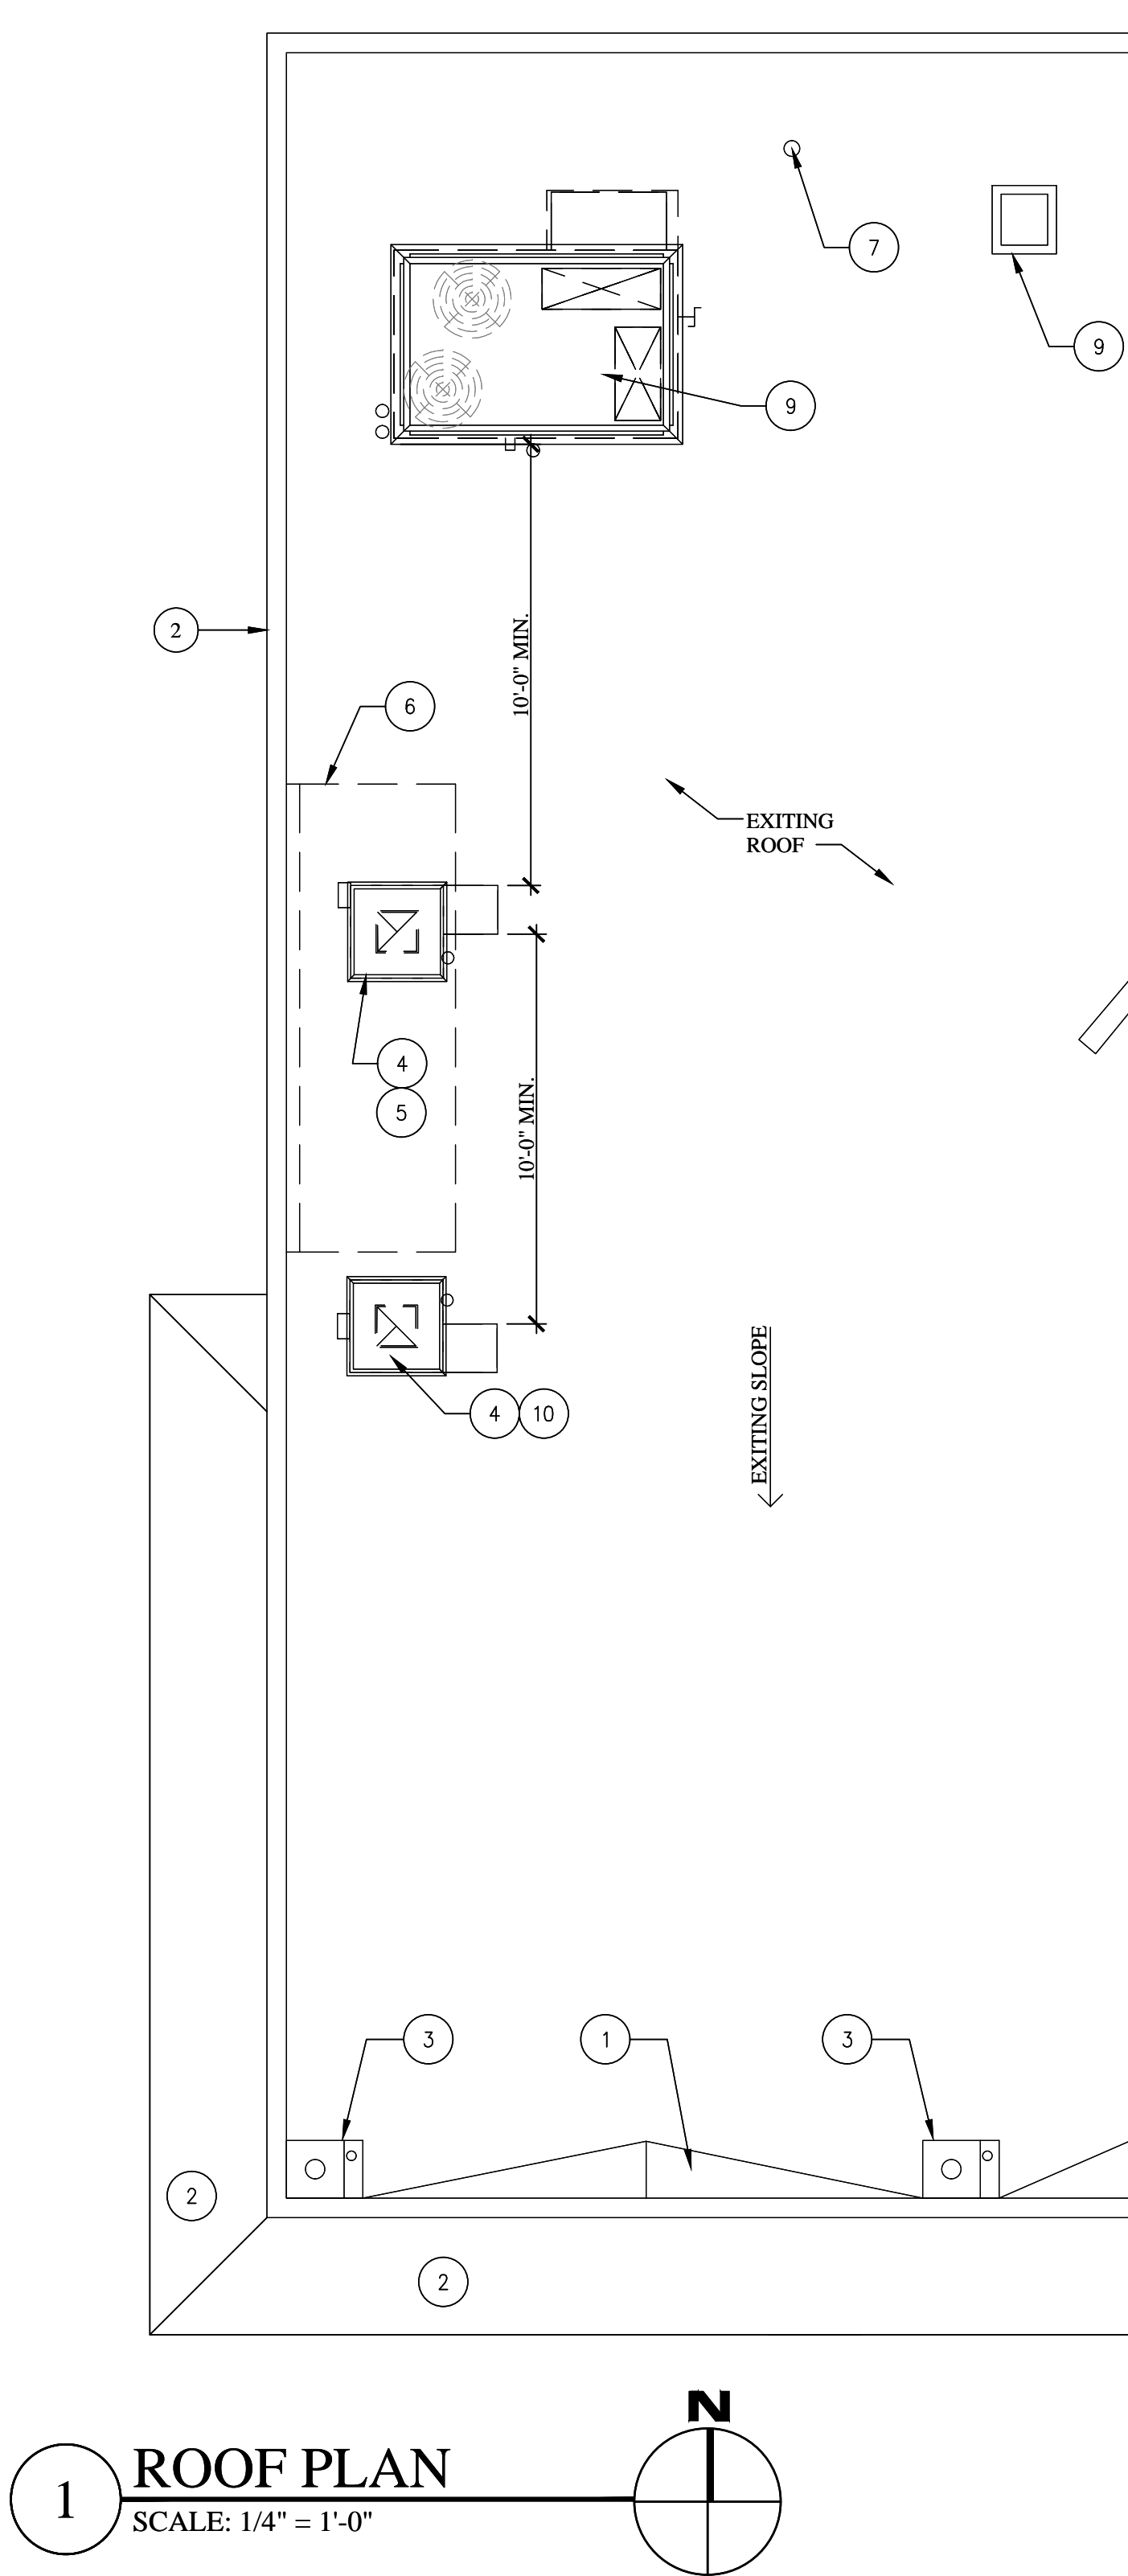 7
9
9
10'-0" MIN.
2
6
EXITING
ROOF
4
5
10'-0" MIN.
EXITING SLOPE
4 10
3
1
3
2
2
N
1
ROOF PLAN
SCALE: 1/4" = 1'-0"